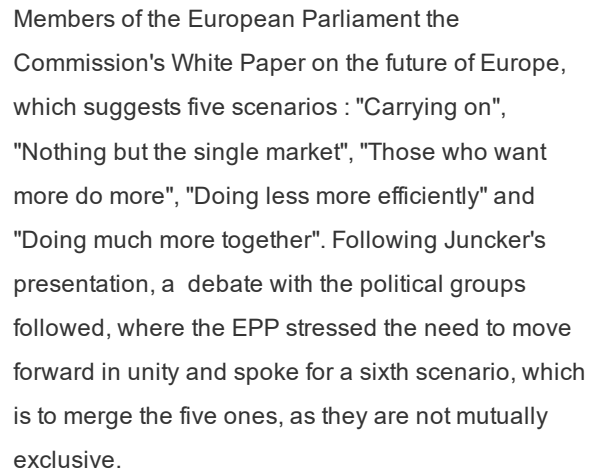 Members of the European Parliament the
Commission's White Paper on the future of Europe,
which suggests five scenarios : "Carrying on",
"Nothing but the single market", "Those who want
more do more", "Doing less more efficiently" and
"Doing much more together". Following Juncker's
presentation, a  debate with the political groups
followed, where the EPP stressed the need to move
forward in unity and spoke for a sixth scenario, which
is to merge the five ones, as they are not mutually
exclusive.